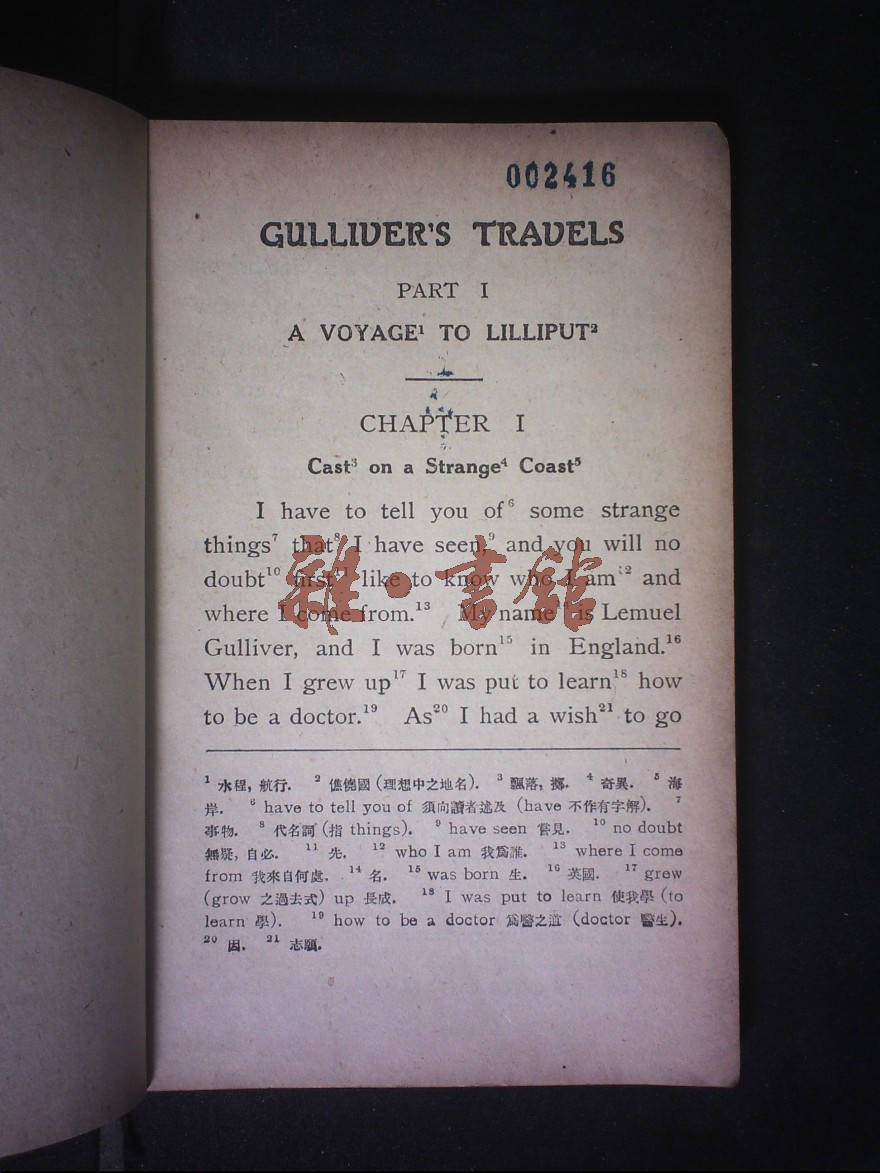 002416
GULLIVER'S TRAVELS
PART I
A VOYAGE¹ TO LILLIPUT²
CHAPTER I
Cast³ on a Strange⁴ Coast⁵
I have to tell you of⁶ some strange
things⁷ that⁸ I have seen,⁹ and you will no
doubt¹⁰ first¹¹ like to know who I am¹² and
where I come from.¹³ My name¹⁴ is Lemuel
Gulliver, and I was born¹⁵ in England.¹⁶
When I grew up¹⁷ I was put to learn¹⁸ how
to be a doctor.¹⁹ As²⁰ I had a wish²¹ to go
雜·書館
¹ 水程, 航行. ² 僬僥國 (理想中之地名). ³ 飄落, 擲. ⁴ 奇異. ⁵ 海
岸. ⁶ have to tell you of 須向讀者述及 (have 不作有字解). ⁷
事物. ⁸ 代名詞 (指 things). ⁹ have seen 嘗見. ¹⁰ no doubt
無疑, 自必. ¹¹ 先. ¹² who I am 我爲誰. ¹³ where I come
from 我來自何處. ¹⁴ 名. ¹⁵ was born 生. ¹⁶ 英國. ¹⁷ grew
(grow 之過去式) up 長成. ¹⁸ I was put to learn 使我學 (to
learn 學). ¹⁹ how to be a doctor 爲醫之道 (doctor 醫生).
²⁰ 因. ²¹ 志願.